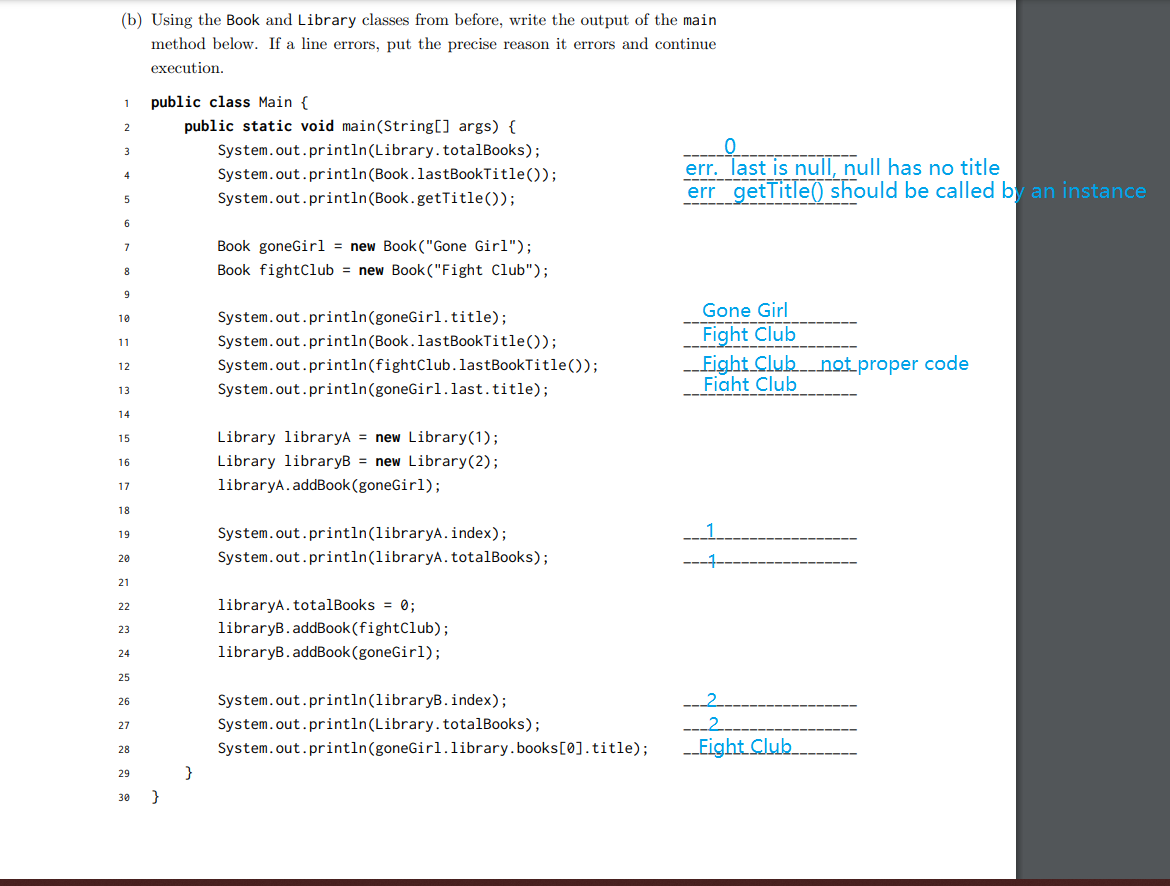 (b) Using the Book and Library classes from before, write the output of the main
method below. If a line errors, put the precise reason it errors and continue
execution.
1 public class Main {
2 public static void main(String[] args) {
3 System.out.println(Library.totalBooks); 0
4 System.out.println(Book.lastBookTitle()); err. last is null, null has no title
5 System.out.println(Book.getTitle()); err getTitle() should be called by an instance
6
7 Book goneGirl = new Book("Gone Girl");
8 Book fightClub = new Book("Fight Club");
9
10 System.out.println(goneGirl.title); Gone Girl
11 System.out.println(Book.lastBookTitle()); Fight Club
12 System.out.println(fightClub.lastBookTitle()); Fight Club not proper code
13 System.out.println(goneGirl.last.title); Fight Club
14
15 Library libraryA = new Library(1);
16 Library libraryB = new Library(2);
17 libraryA.addBook(goneGirl);
18
19 System.out.println(libraryA.index); 1
20 System.out.println(libraryA.totalBooks); 1
21
22 libraryA.totalBooks = 0;
23 libraryB.addBook(fightClub);
24 libraryB.addBook(goneGirl);
25
26 System.out.println(libraryB.index); 2
27 System.out.println(Library.totalBooks); 2
28 System.out.println(goneGirl.library.books[0].title); Fight Club
29 }
30 }